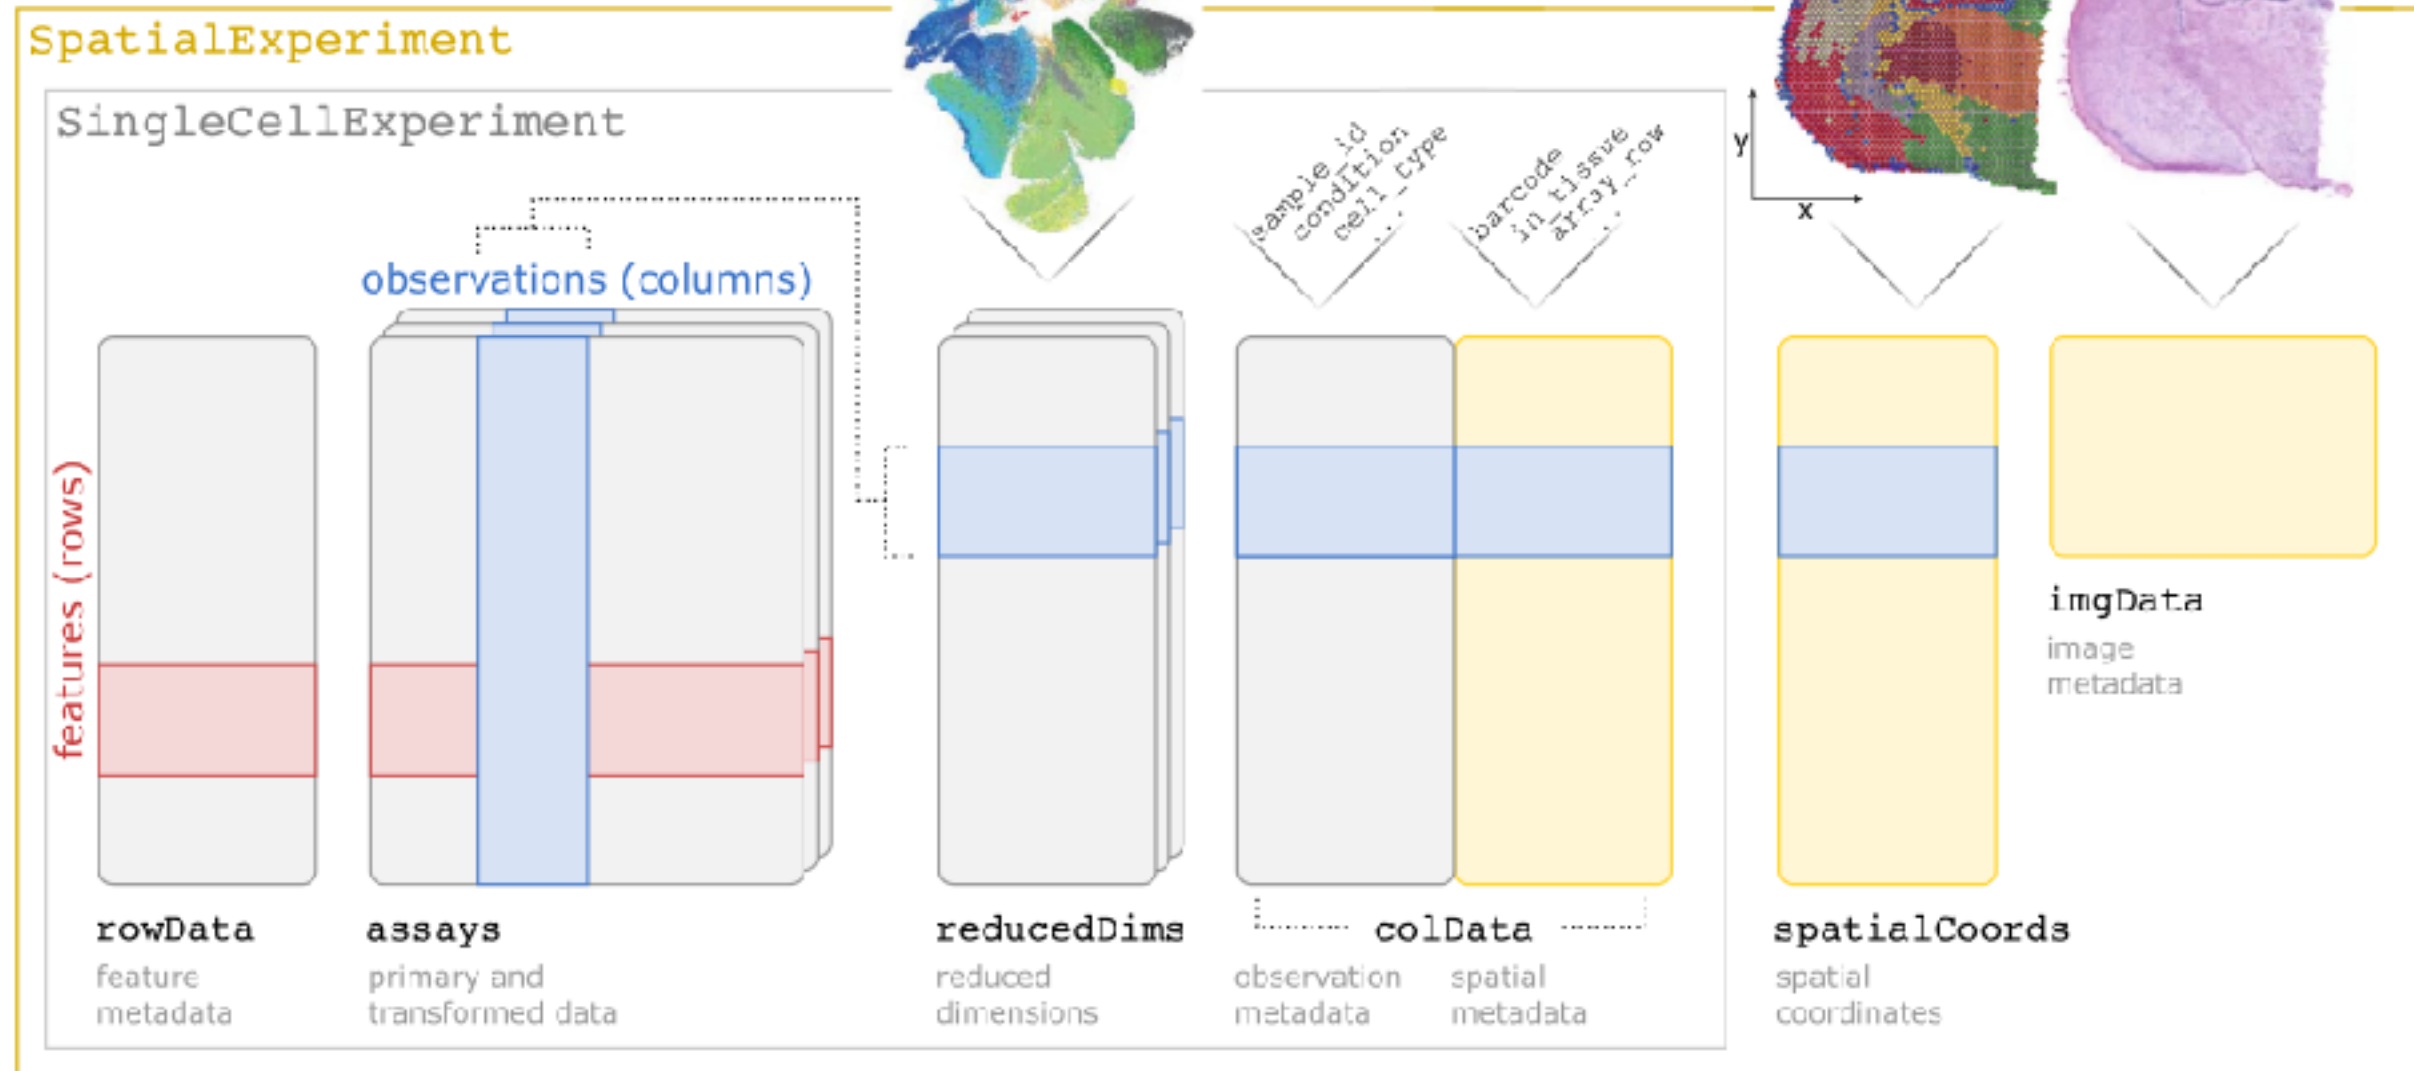 SpatialExperiment
SingleCellExperiment
sample_id
condition
cell_type
...
barcode
in_tissue
array_row
...
y
x
observations (columns)
features (rows)
rowData
feature
metadata
assays
primary and
transformed data
reducedDims
reduced
dimensions
colData
observation
metadata
spatial
metadata
spatialCoords
spatial
coordinates
imgData
image
metadata